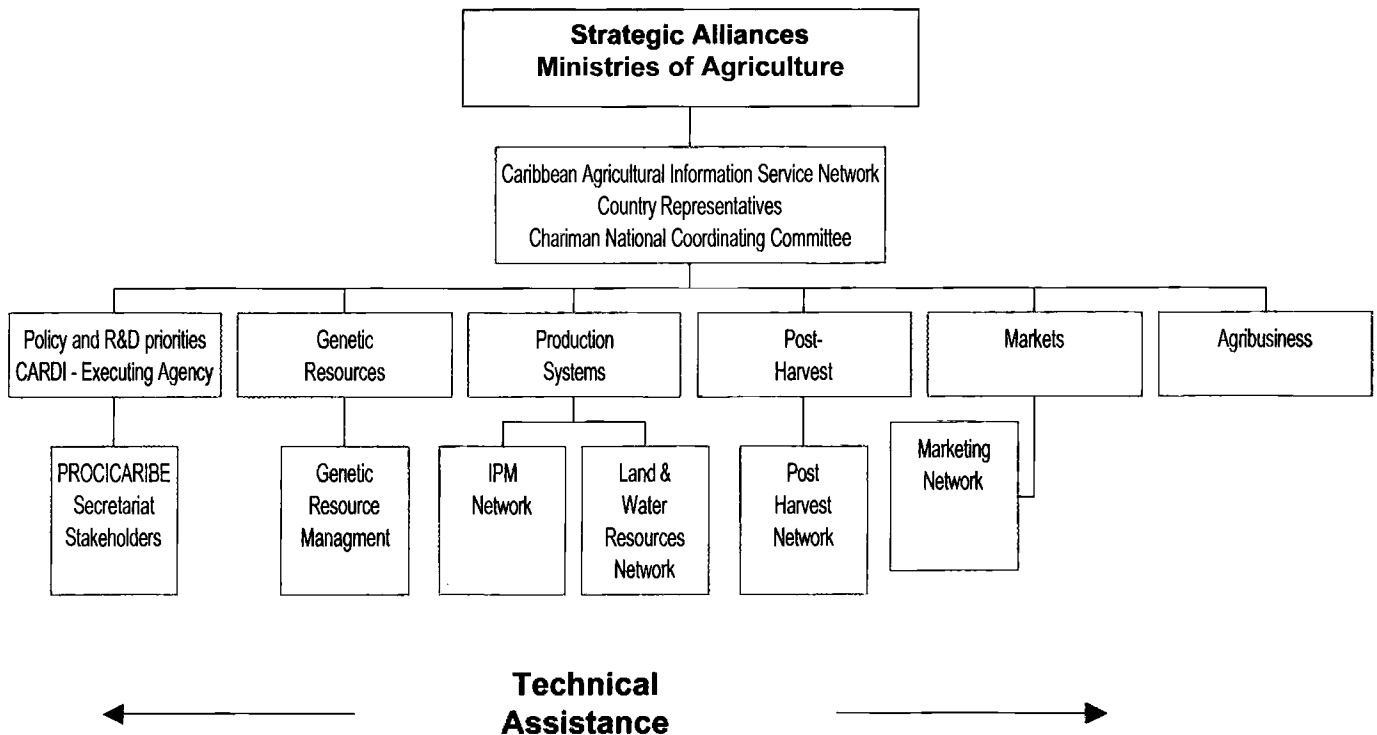 Strategic Alliances
Ministries of Agriculture
Caribbean Agricultural Information Service Network
Country Representatives
Chariman National Coordinating Committee
Policy and R&D priorities
CARDI - Executing Agency
Genetic
Resources
Production
Systems
Post-
Harvest
Markets
Agribusiness
PROCICARIBE
Secretariat
Stakeholders
Genetic
Resource
Managment
IPM
Network
Land &
Water
Resources
Network
Post
Harvest
Network
Marketing
Network
Technical
Assistance